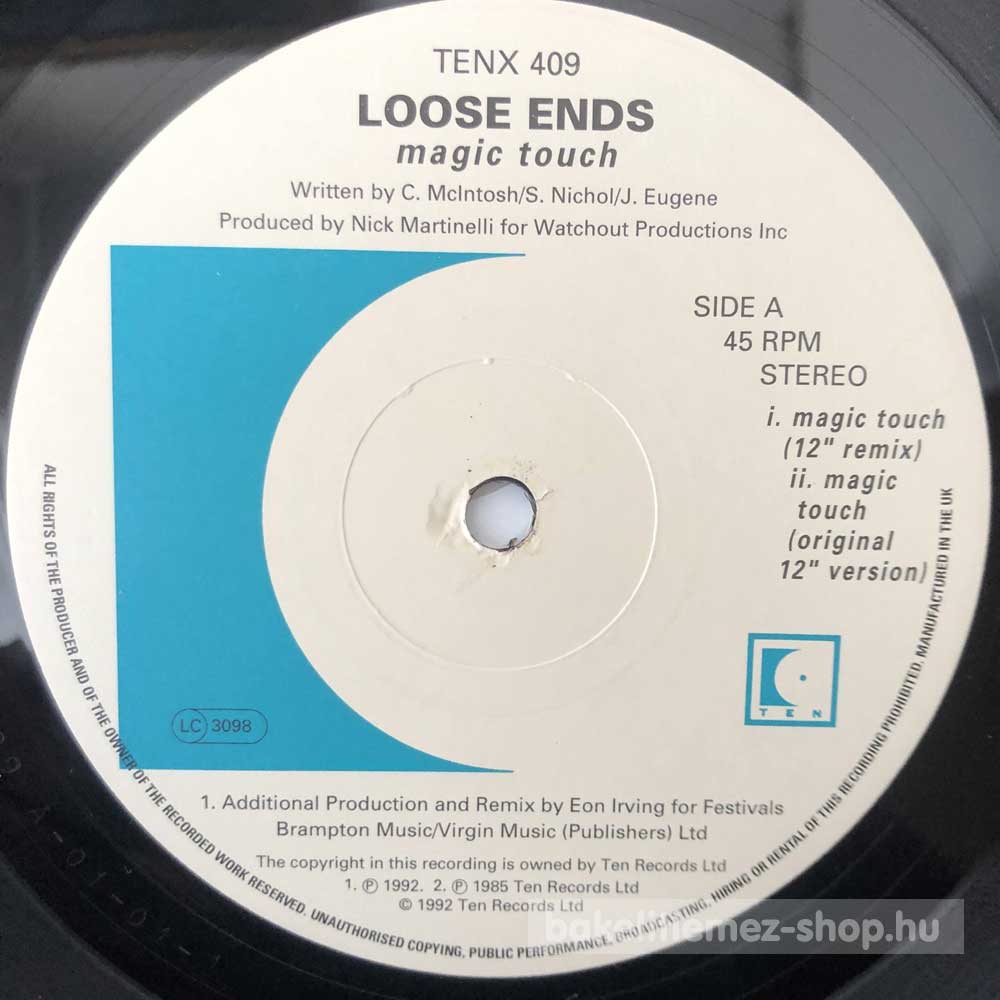 TENX 409
LOOSE ENDS
magic touch
Written by C. McIntosh/S. Nichol/J. Eugene
Produced by Nick Martinelli for Watchout Productions Inc
SIDE A
45 RPM
STEREO
i. magic touch
(12" remix)
ii. magic
touch
(original
12" version)
TEN
LC 3098
1. Additional Production and Remix by Eon Irving for Festivals
Brampton Music/Virgin Music (Publishers) Ltd
The copyright in this recording is owned by Ten Records Ltd
1. ℗ 1992. 2. ℗ 1985 Ten Records Ltd
© 1992 Ten Records Ltd
ALL RIGHTS OF THE PRODUCER AND OF THE OWNER OF THE RECORDED WORK RESERVED. UNAUTHORISED COPYING, PUBLIC PERFORMANCE, BROADCASTING, HIRING OR RENTAL OF THIS RECORDING PROHIBITED. MANUFACTURED IN THE UK
bakelitlemez-shop.hu